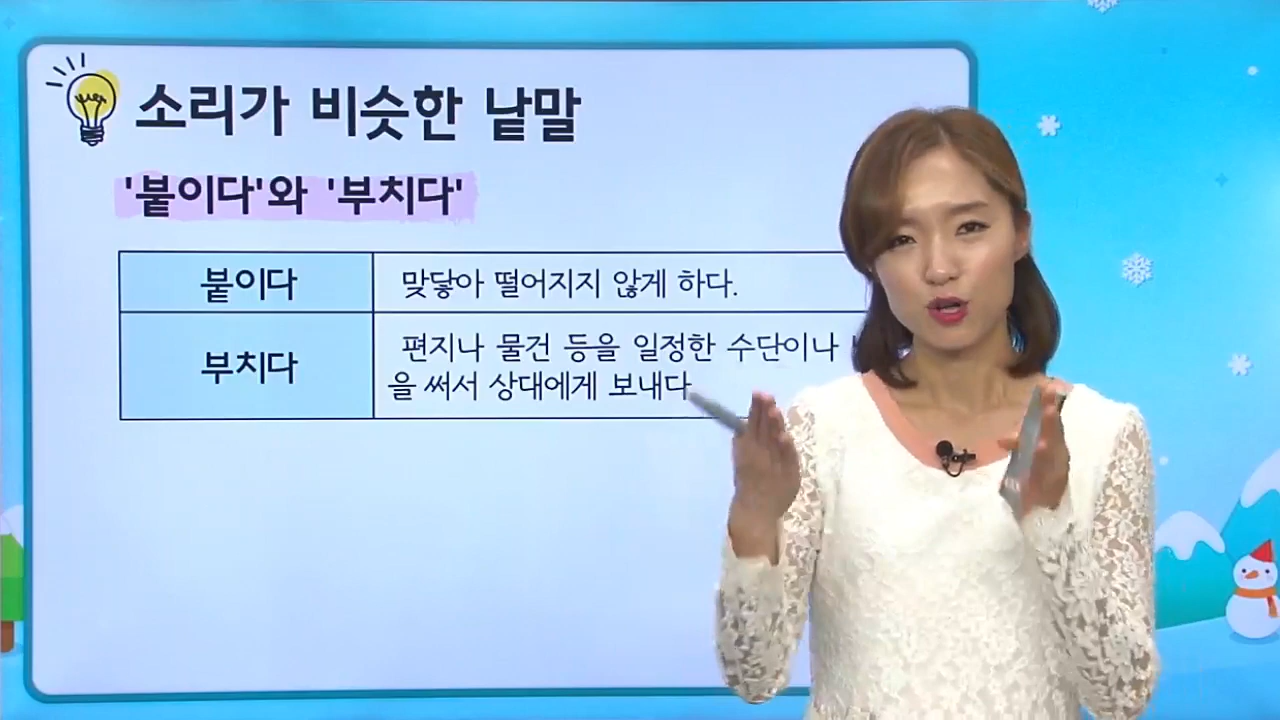 소리가 비슷한 낱말
'붙이다'와 '부치다'
붙이다
맞닿아 떨어지지 않게 하다.
부치다
편지나 물건 등을 일정한 수단이나
을 써서 상대에게 보내다